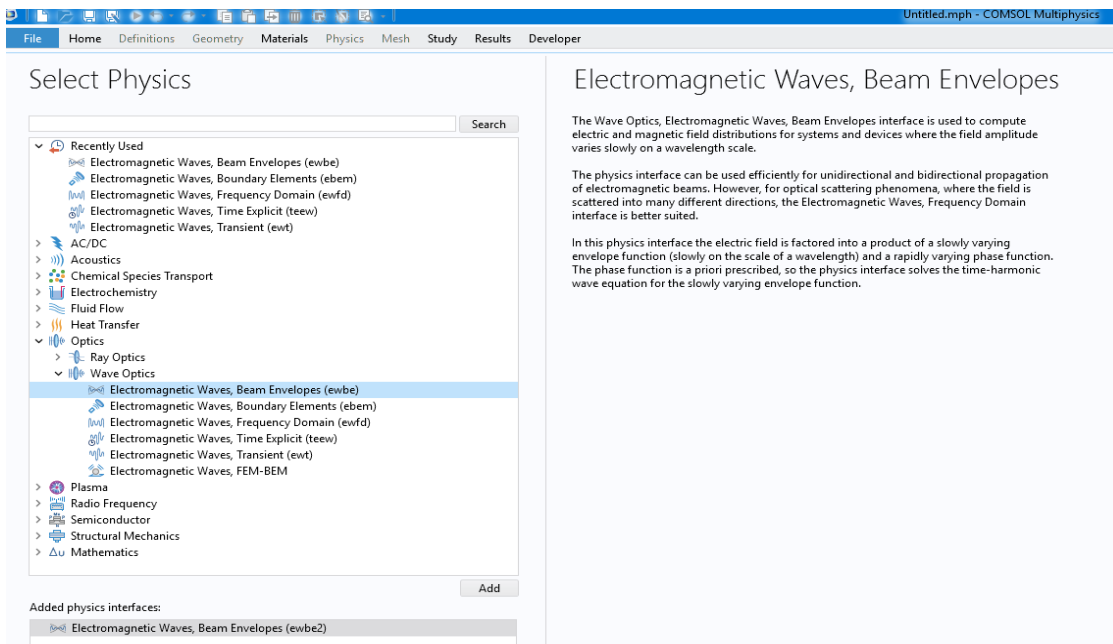 Untitled.mph - COMSOL Multiphysics
File Home Definitions Geometry Materials Physics Mesh Study Results Developer
Select Physics
Search
Recently Used
Electromagnetic Waves, Beam Envelopes (ewbe)
Electromagnetic Waves, Boundary Elements (ebem)
Electromagnetic Waves, Frequency Domain (ewfd)
Electromagnetic Waves, Time Explicit (teew)
Electromagnetic Waves, Transient (ewt)
AC/DC
Acoustics
Chemical Species Transport
Electrochemistry
Fluid Flow
Heat Transfer
Optics
Ray Optics
Wave Optics
Electromagnetic Waves, Beam Envelopes (ewbe)
Electromagnetic Waves, Boundary Elements (ebem)
Electromagnetic Waves, Frequency Domain (ewfd)
Electromagnetic Waves, Time Explicit (teew)
Electromagnetic Waves, Transient (ewt)
Electromagnetic Waves, FEM-BEM
Plasma
Radio Frequency
Semiconductor
Structural Mechanics
Δu Mathematics
Add
Added physics interfaces:
Electromagnetic Waves, Beam Envelopes (ewbe2)
Electromagnetic Waves, Beam Envelopes
The Wave Optics, Electromagnetic Waves, Beam Envelopes interface is used to compute
electric and magnetic field distributions for systems and devices where the field amplitude
varies slowly on a wavelength scale.
The physics interface can be used efficiently for unidirectional and bidirectional propagation
of electromagnetic beams. However, for optical scattering phenomena, where the field is
scattered into many different directions, the Electromagnetic Waves, Frequency Domain
interface is better suited.
In this physics interface the electric field is factored into a product of a slowly varying
envelope function (slowly on the scale of a wavelength) and a rapidly varying phase function.
The phase function is a priori prescribed, so the physics interface solves the time-harmonic
wave equation for the slowly varying envelope function.